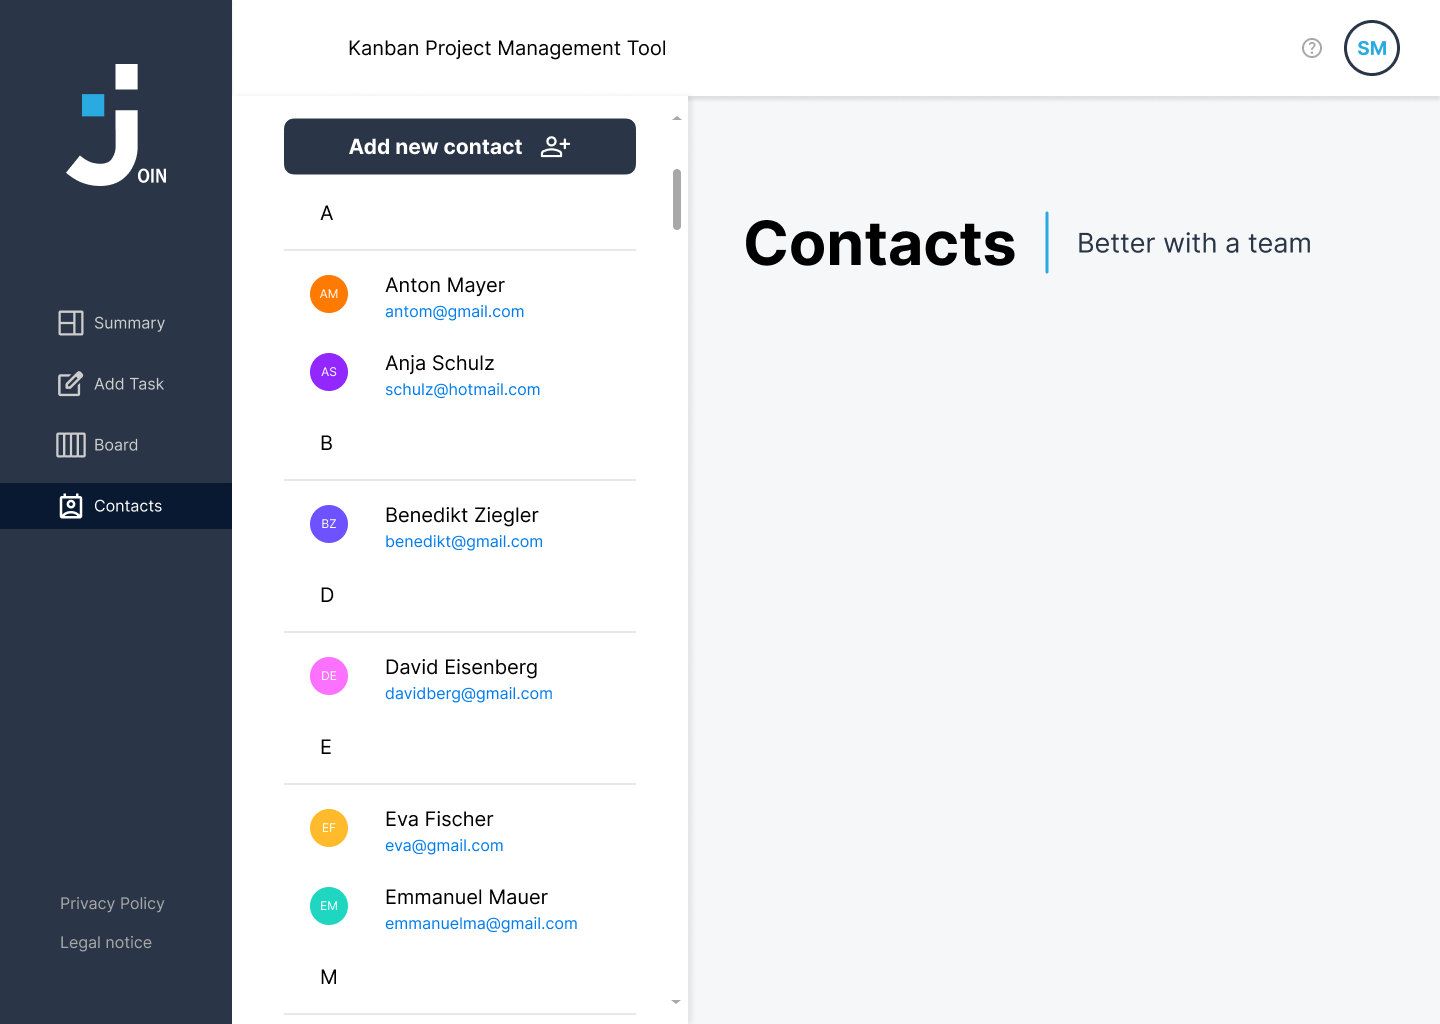 JOIN
Summary
Add Task
Board
Contacts
Privacy Policy
Legal notice
Kanban Project Management Tool
SM
Add new contact
A
AM
Anton Mayer
antom@gmail.com
AS
Anja Schulz
schulz@hotmail.com
B
BZ
Benedikt Ziegler
benedikt@gmail.com
D
DE
David Eisenberg
davidberg@gmail.com
E
EF
Eva Fischer
eva@gmail.com
EM
Emmanuel Mauer
emmanuelma@gmail.com
M
Contacts
Better with a team